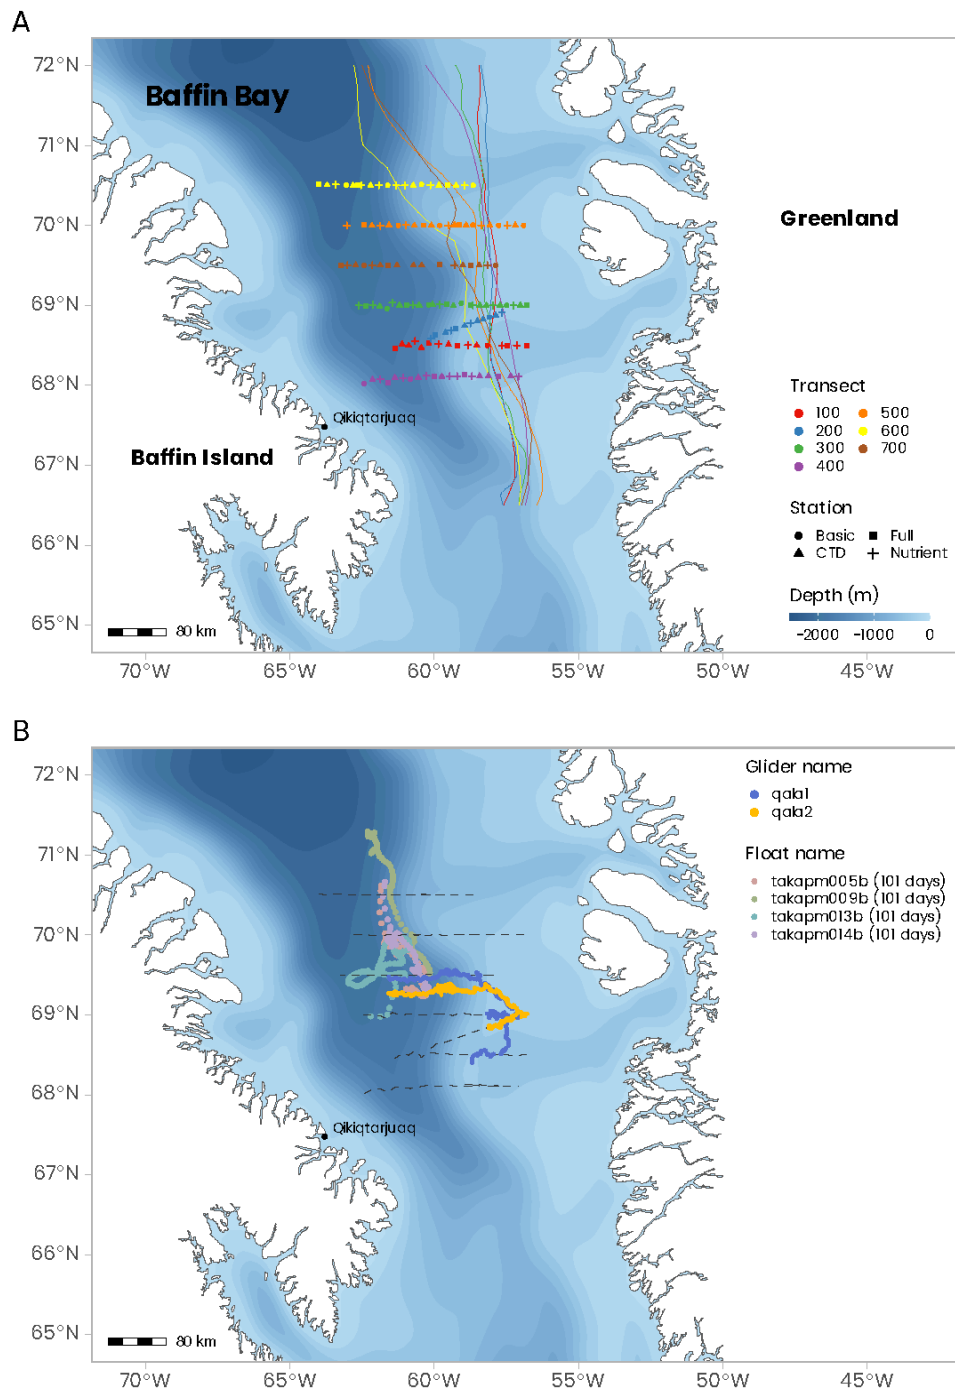 A
72°N
71°N
70°N
69°N
68°N
67°N
66°N
65°N
Baffin Bay
Greenland
Qikiqtarjuaq
Baffin Island
Transect
100 500
200 600
300 700
400
Station
Basic Full
CTD Nutrient
Depth (m)
−2000 −1000 0
80 km
70°W 65°W 60°W 55°W 50°W 45°W
B
72°N
71°N
70°N
69°N
68°N
67°N
66°N
65°N
Glider name
qala1
qala2
Float name
takapm005b (101 days)
takapm009b (101 days)
takapm013b (101 days)
takapm014b (101 days)
Qikiqtarjuaq
80 km
70°W 65°W 60°W 55°W 50°W 45°W